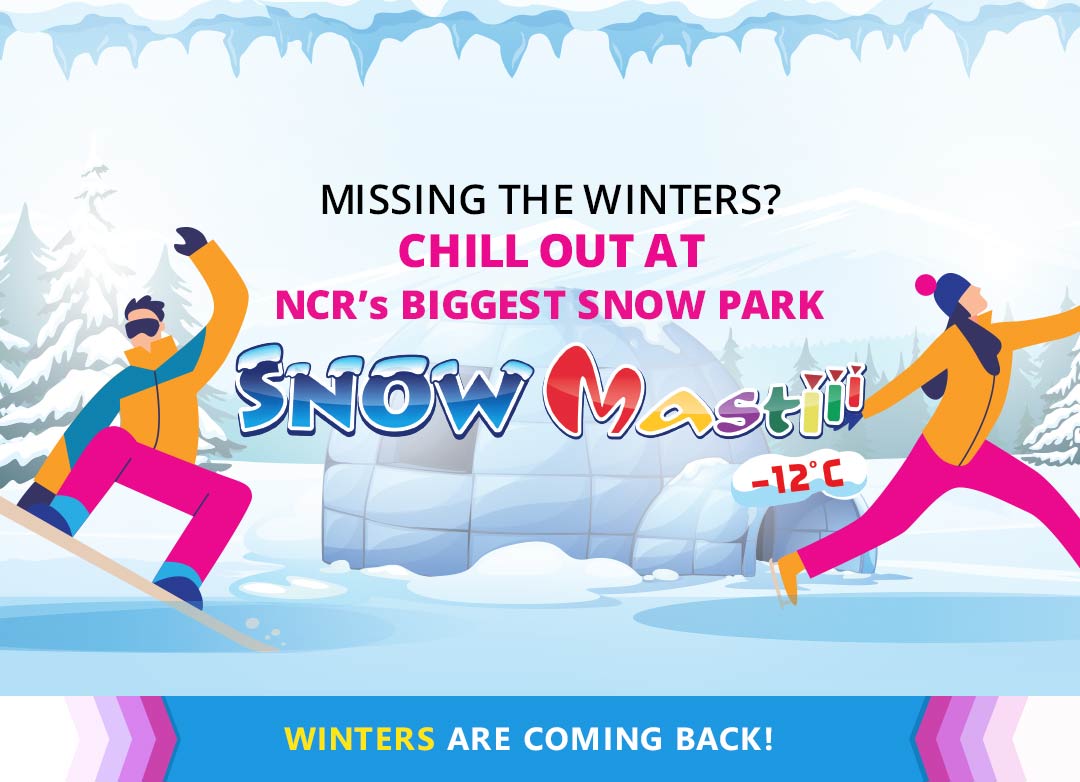 MISSING THE WINTERS?
CHILL OUT AT
NCR's BIGGEST SNOW PARK
SNOW Mastiii
-12°C
WINTERS ARE COMING BACK!